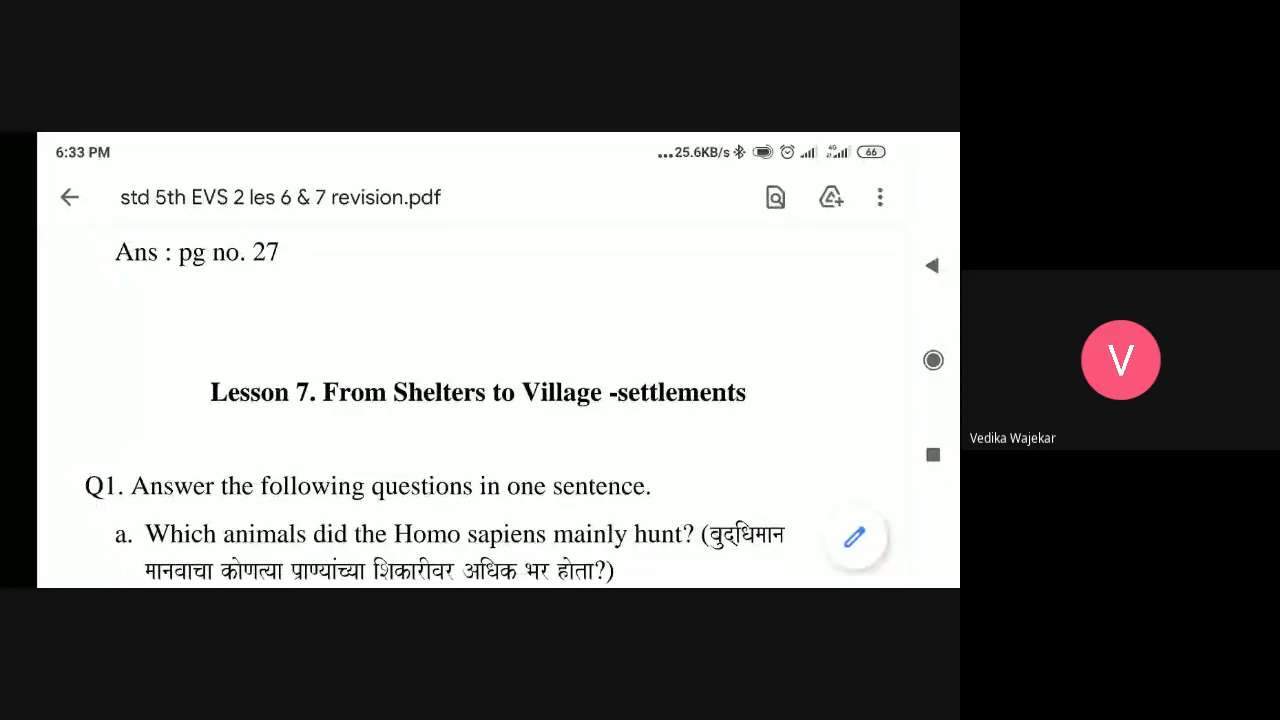 6:33 PM
...25.6KB/s 4G 66
std 5th EVS 2 les 6 & 7 revision.pdf
Ans : pg no. 27
Lesson 7. From Shelters to Village -settlements
Q1. Answer the following questions in one sentence.
a. Which animals did the Homo sapiens mainly hunt? (बुद्धिमान
मानवाचा कोणत्या प्राण्यांच्या शिकारीवर अधिक भर होता?)
V
Vedika Wajekar